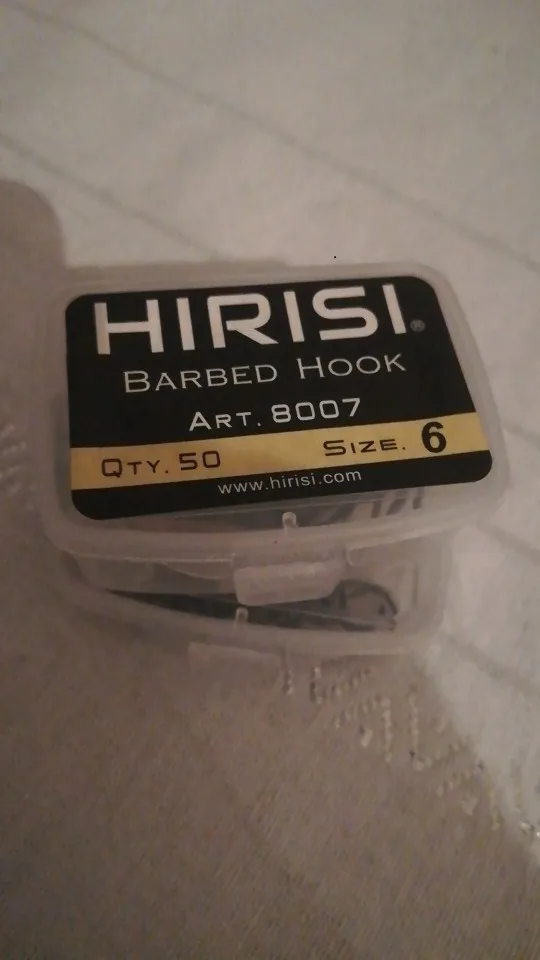 HIRISI®
BARBED HOOK
ART. 8007
QTY. 50 SIZE. 6
www.hirisi.com